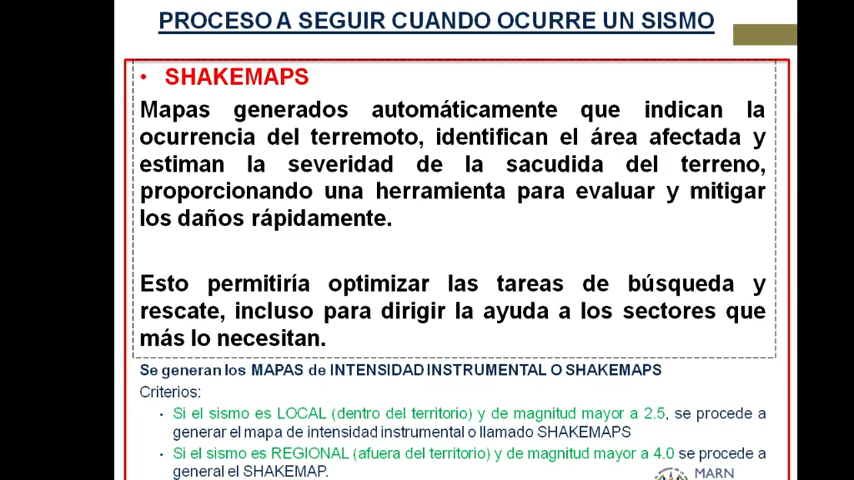 PROCESO A SEGUIR CUANDO OCURRE UN SISMO
• SHAKEMAPS
Mapas generados automáticamente que indican la
ocurrencia del terremoto, identifican el área afectada y
estiman la severidad de la sacudida del terreno,
proporcionando una herramienta para evaluar y mitigar
los daños rápidamente.
Esto permitiría optimizar las tareas de búsqueda y
rescate, incluso para dirigir la ayuda a los sectores que
más lo necesitan.
Se generan los MAPAS de INTENSIDAD INSTRUMENTAL O SHAKEMAPS
Criterios:
• Si el sismo es LOCAL (dentro del territorio) y de magnitud mayor a 2.5, se procede a
generar el mapa de intensidad instrumental o llamado SHAKEMAPS
• Si el sismo es REGIONAL (afuera del territorio) y de magnitud mayor a 4.0 se procede a
general el SHAKEMAP.
MARN